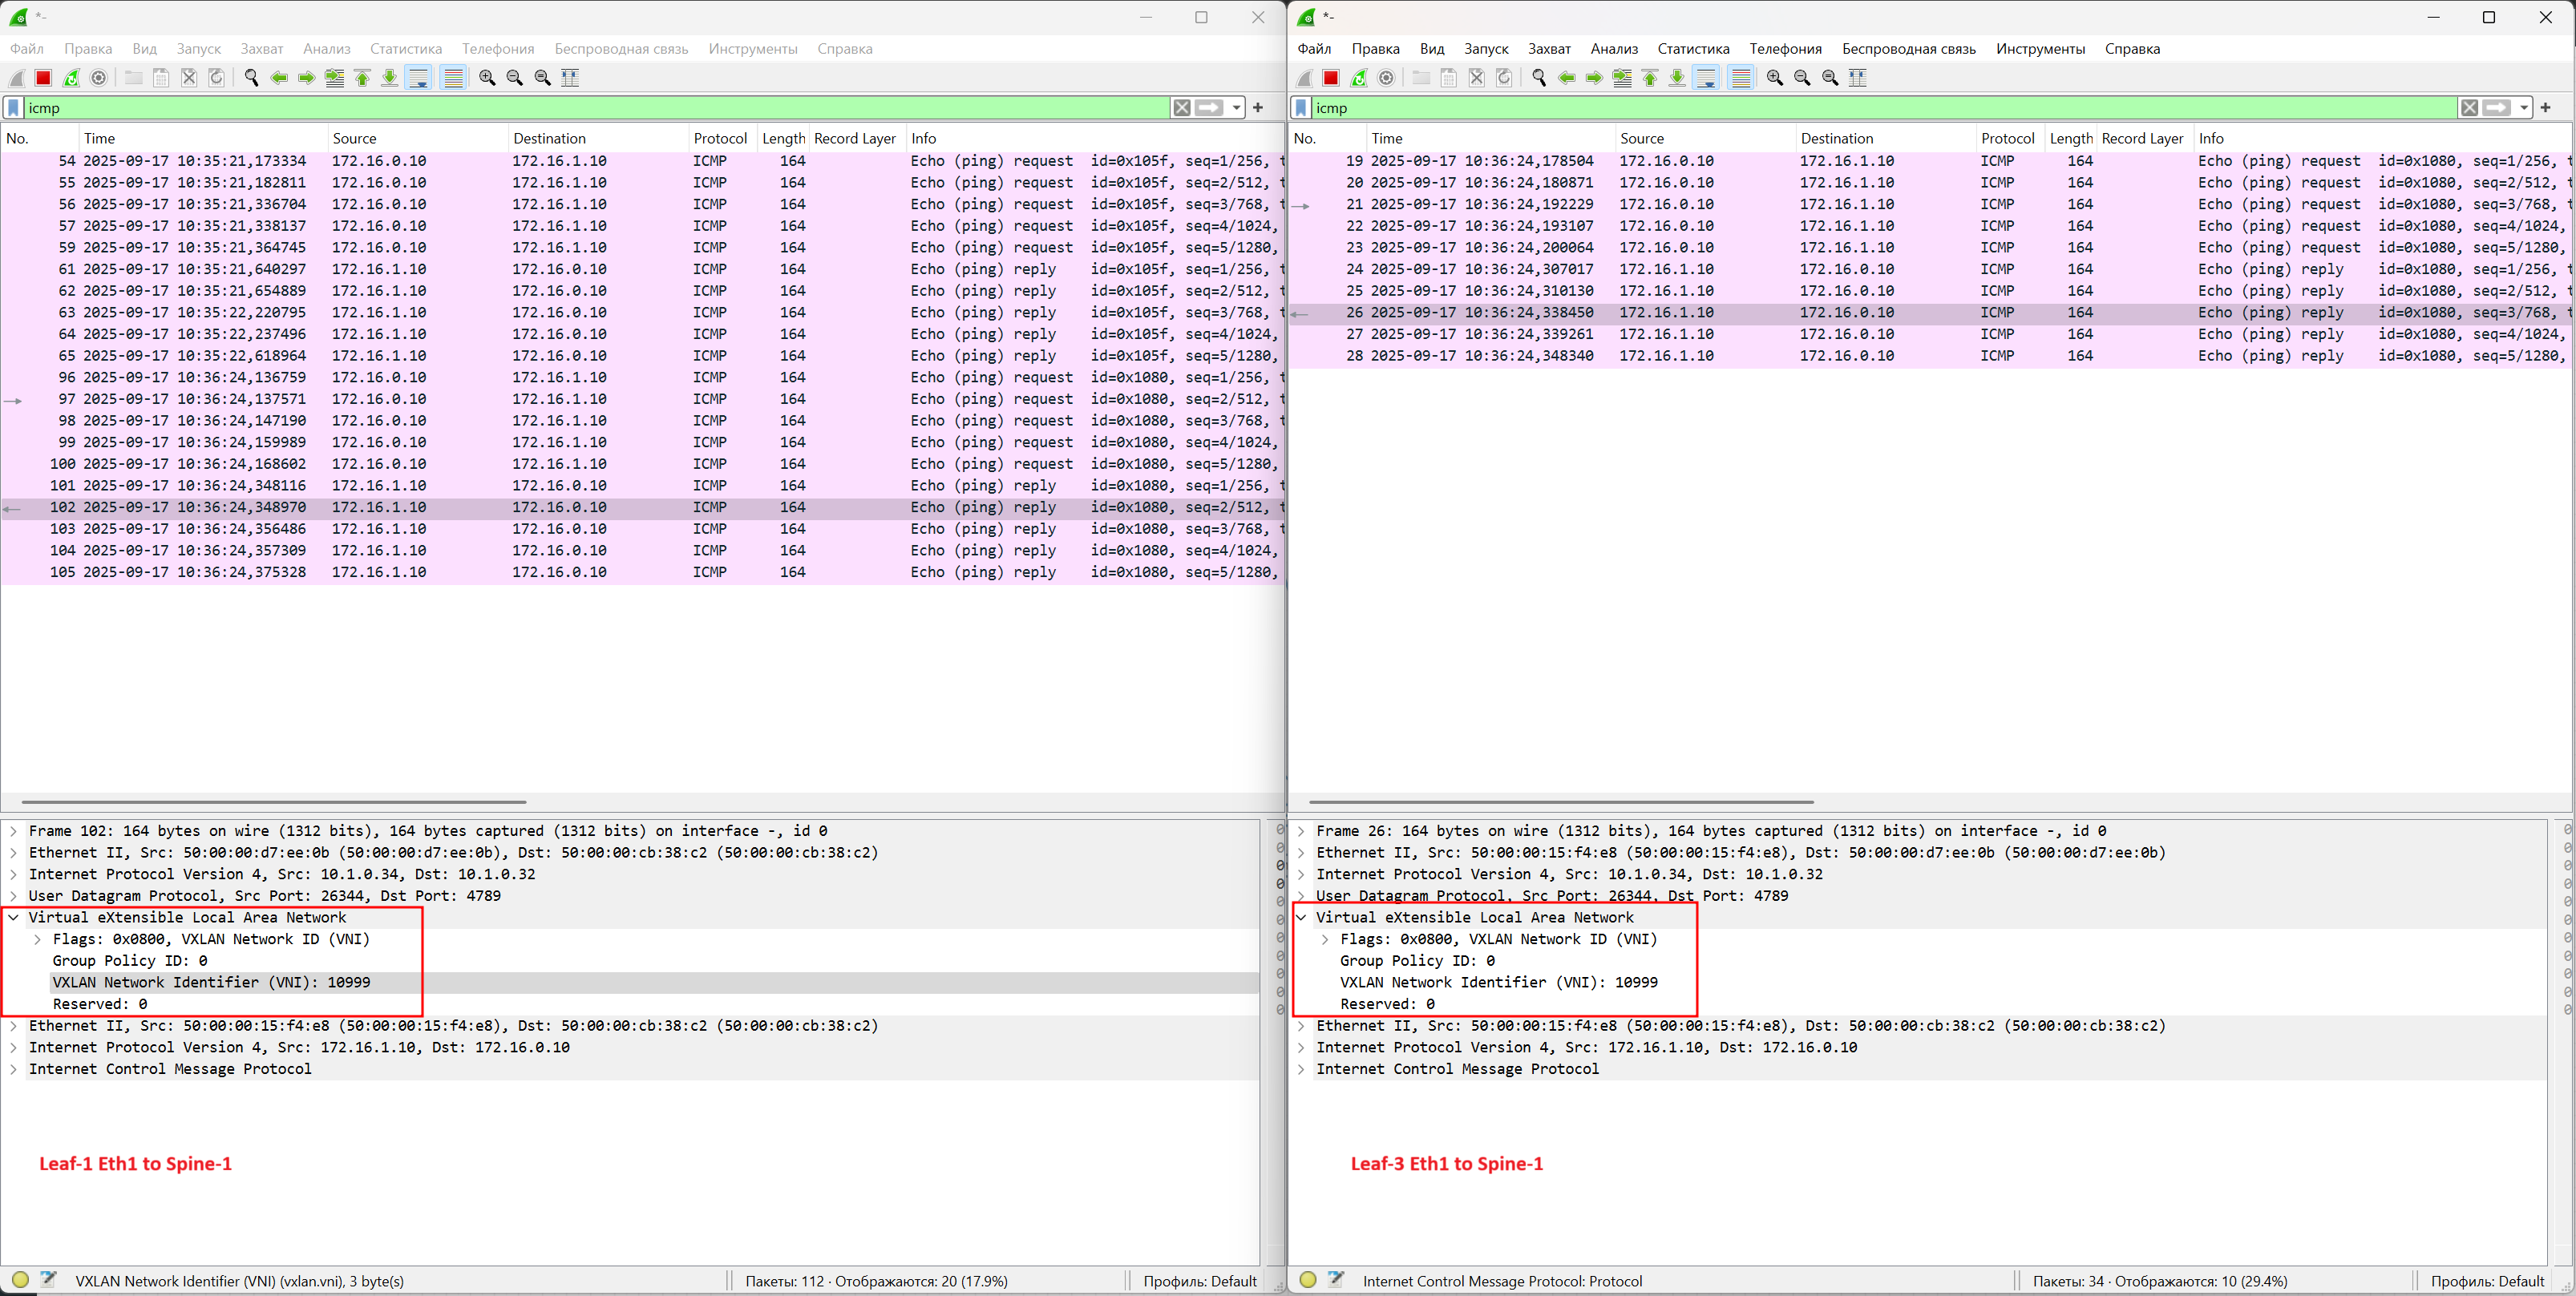 *-
Файл Правка Вид Запуск Захват Анализ Статистика Телефония Беспроводная связь Инструменты Справка
icmp
No. Time Source Destination Protocol Length Record Layer Info
54 2025-09-17 10:35:21,173334 172.16.0.10 172.16.1.10 ICMP 164 Echo (ping) request id=0x105f, seq=1/256, t
55 2025-09-17 10:35:21,182811 172.16.0.10 172.16.1.10 ICMP 164 Echo (ping) request id=0x105f, seq=2/512, t
56 2025-09-17 10:35:21,336704 172.16.0.10 172.16.1.10 ICMP 164 Echo (ping) request id=0x105f, seq=3/768, t
57 2025-09-17 10:35:21,338137 172.16.0.10 172.16.1.10 ICMP 164 Echo (ping) request id=0x105f, seq=4/1024,
59 2025-09-17 10:35:21,364745 172.16.0.10 172.16.1.10 ICMP 164 Echo (ping) request id=0x105f, seq=5/1280,
61 2025-09-17 10:35:21,640297 172.16.1.10 172.16.0.10 ICMP 164 Echo (ping) reply id=0x105f, seq=1/256, t
62 2025-09-17 10:35:21,654889 172.16.1.10 172.16.0.10 ICMP 164 Echo (ping) reply id=0x105f, seq=2/512, t
63 2025-09-17 10:35:22,220795 172.16.1.10 172.16.0.10 ICMP 164 Echo (ping) reply id=0x105f, seq=3/768, t
64 2025-09-17 10:35:22,237496 172.16.1.10 172.16.0.10 ICMP 164 Echo (ping) reply id=0x105f, seq=4/1024,
65 2025-09-17 10:35:22,618964 172.16.1.10 172.16.0.10 ICMP 164 Echo (ping) reply id=0x105f, seq=5/1280,
96 2025-09-17 10:36:24,136759 172.16.0.10 172.16.1.10 ICMP 164 Echo (ping) request id=0x1080, seq=1/256, t
97 2025-09-17 10:36:24,137571 172.16.0.10 172.16.1.10 ICMP 164 Echo (ping) request id=0x1080, seq=2/512, t
98 2025-09-17 10:36:24,147190 172.16.0.10 172.16.1.10 ICMP 164 Echo (ping) request id=0x1080, seq=3/768, t
99 2025-09-17 10:36:24,159989 172.16.0.10 172.16.1.10 ICMP 164 Echo (ping) request id=0x1080, seq=4/1024,
100 2025-09-17 10:36:24,168602 172.16.0.10 172.16.1.10 ICMP 164 Echo (ping) request id=0x1080, seq=5/1280,
101 2025-09-17 10:36:24,348116 172.16.1.10 172.16.0.10 ICMP 164 Echo (ping) reply id=0x1080, seq=1/256, t
102 2025-09-17 10:36:24,348970 172.16.1.10 172.16.0.10 ICMP 164 Echo (ping) reply id=0x1080, seq=2/512, t
103 2025-09-17 10:36:24,356486 172.16.1.10 172.16.0.10 ICMP 164 Echo (ping) reply id=0x1080, seq=3/768, t
104 2025-09-17 10:36:24,357309 172.16.1.10 172.16.0.10 ICMP 164 Echo (ping) reply id=0x1080, seq=4/1024,
105 2025-09-17 10:36:24,375328 172.16.1.10 172.16.0.10 ICMP 164 Echo (ping) reply id=0x1080, seq=5/1280,
Frame 102: 164 bytes on wire (1312 bits), 164 bytes captured (1312 bits) on interface -, id 0
Ethernet II, Src: 50:00:00:d7:ee:0b (50:00:00:d7:ee:0b), Dst: 50:00:00:cb:38:c2 (50:00:00:cb:38:c2)
Internet Protocol Version 4, Src: 10.1.0.34, Dst: 10.1.0.32
User Datagram Protocol, Src Port: 26344, Dst Port: 4789
Virtual eXtensible Local Area Network
Flags: 0x0800, VXLAN Network ID (VNI)
Group Policy ID: 0
VXLAN Network Identifier (VNI): 10999
Reserved: 0
Ethernet II, Src: 50:00:00:15:f4:e8 (50:00:00:15:f4:e8), Dst: 50:00:00:cb:38:c2 (50:00:00:cb:38:c2)
Internet Protocol Version 4, Src: 172.16.1.10, Dst: 172.16.0.10
Internet Control Message Protocol
Leaf-1 Eth1 to Spine-1
VXLAN Network Identifier (VNI) (vxlan.vni), 3 byte(s)
Пакеты: 112 · Отображаются: 20 (17.9%)
Профиль: Default
*-
Файл Правка Вид Запуск Захват Анализ Статистика Телефония Беспроводная связь Инструменты Справка
icmp
No. Time Source Destination Protocol Length Record Layer Info
19 2025-09-17 10:36:24,178504 172.16.0.10 172.16.1.10 ICMP 164 Echo (ping) request id=0x1080, seq=1/256, t
20 2025-09-17 10:36:24,180871 172.16.0.10 172.16.1.10 ICMP 164 Echo (ping) request id=0x1080, seq=2/512, t
21 2025-09-17 10:36:24,192229 172.16.0.10 172.16.1.10 ICMP 164 Echo (ping) request id=0x1080, seq=3/768, t
22 2025-09-17 10:36:24,193107 172.16.0.10 172.16.1.10 ICMP 164 Echo (ping) request id=0x1080, seq=4/1024,
23 2025-09-17 10:36:24,200064 172.16.0.10 172.16.1.10 ICMP 164 Echo (ping) request id=0x1080, seq=5/1280,
24 2025-09-17 10:36:24,307017 172.16.1.10 172.16.0.10 ICMP 164 Echo (ping) reply id=0x1080, seq=1/256, t
25 2025-09-17 10:36:24,310130 172.16.1.10 172.16.0.10 ICMP 164 Echo (ping) reply id=0x1080, seq=2/512, t
26 2025-09-17 10:36:24,338450 172.16.1.10 172.16.0.10 ICMP 164 Echo (ping) reply id=0x1080, seq=3/768, t
27 2025-09-17 10:36:24,339261 172.16.1.10 172.16.0.10 ICMP 164 Echo (ping) reply id=0x1080, seq=4/1024,
28 2025-09-17 10:36:24,348340 172.16.1.10 172.16.0.10 ICMP 164 Echo (ping) reply id=0x1080, seq=5/1280,
Frame 26: 164 bytes on wire (1312 bits), 164 bytes captured (1312 bits) on interface -, id 0
Ethernet II, Src: 50:00:00:15:f4:e8 (50:00:00:15:f4:e8), Dst: 50:00:00:d7:ee:0b (50:00:00:d7:ee:0b)
Internet Protocol Version 4, Src: 10.1.0.34, Dst: 10.1.0.32
User Datagram Protocol, Src Port: 26344, Dst Port: 4789
Virtual eXtensible Local Area Network
Flags: 0x0800, VXLAN Network ID (VNI)
Group Policy ID: 0
VXLAN Network Identifier (VNI): 10999
Reserved: 0
Ethernet II, Src: 50:00:00:15:f4:e8 (50:00:00:15:f4:e8), Dst: 50:00:00:cb:38:c2 (50:00:00:cb:38:c2)
Internet Protocol Version 4, Src: 172.16.1.10, Dst: 172.16.0.10
Internet Control Message Protocol
Leaf-3 Eth1 to Spine-1
Internet Control Message Protocol: Protocol
Пакеты: 34 · Отображаются: 10 (29.4%)
Профиль: Default